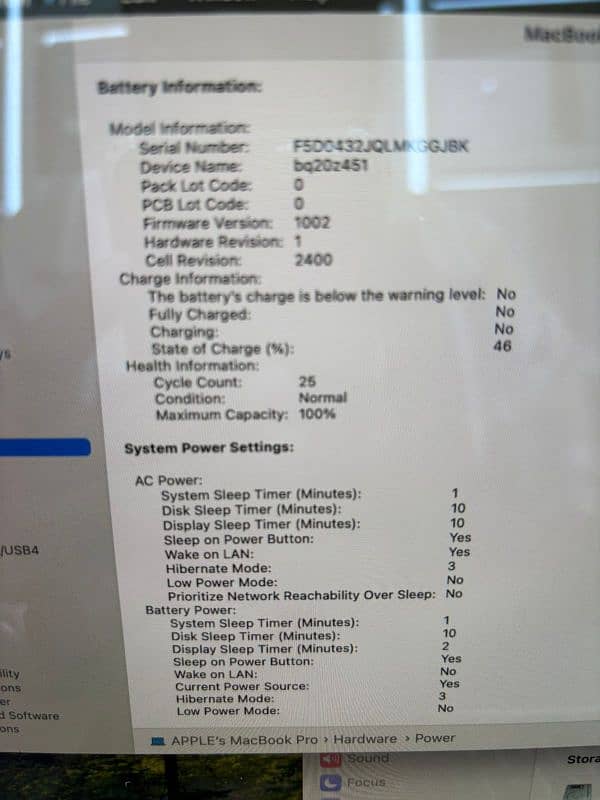 MacBook
Battery Information:
Model Information:
Serial Number: F5D0432JQLMKGGJBK
Device Name: bq20z451
Pack Lot Code: 0
PCB Lot Code: 0
Firmware Version: 1002
Hardware Revision: 1
Cell Revision: 2400
Charge Information:
The battery's charge is below the warning level: No
Fully Charged: No
Charging: No
State of Charge (%): 46
Health Information:
Cycle Count: 25
Condition: Normal
Maximum Capacity: 100%
System Power Settings:
AC Power:
System Sleep Timer (Minutes): 1
Disk Sleep Timer (Minutes): 10
Display Sleep Timer (Minutes): 10
Sleep on Power Button: Yes
Wake on LAN: Yes
Hibernate Mode: 3
Low Power Mode: No
Prioritize Network Reachability Over Sleep: No
/USB4
Battery Power:
System Sleep Timer (Minutes): 1
Disk Sleep Timer (Minutes): 10
Display Sleep Timer (Minutes): 2
Sleep on Power Button: Yes
Wake on LAN: No
Current Power Source: Yes
Hibernate Mode: 3
Low Power Mode: No
ility
ons
er
d Software
ons
APPLE's MacBook Pro › Hardware › Power
Sound
Focus
Stora